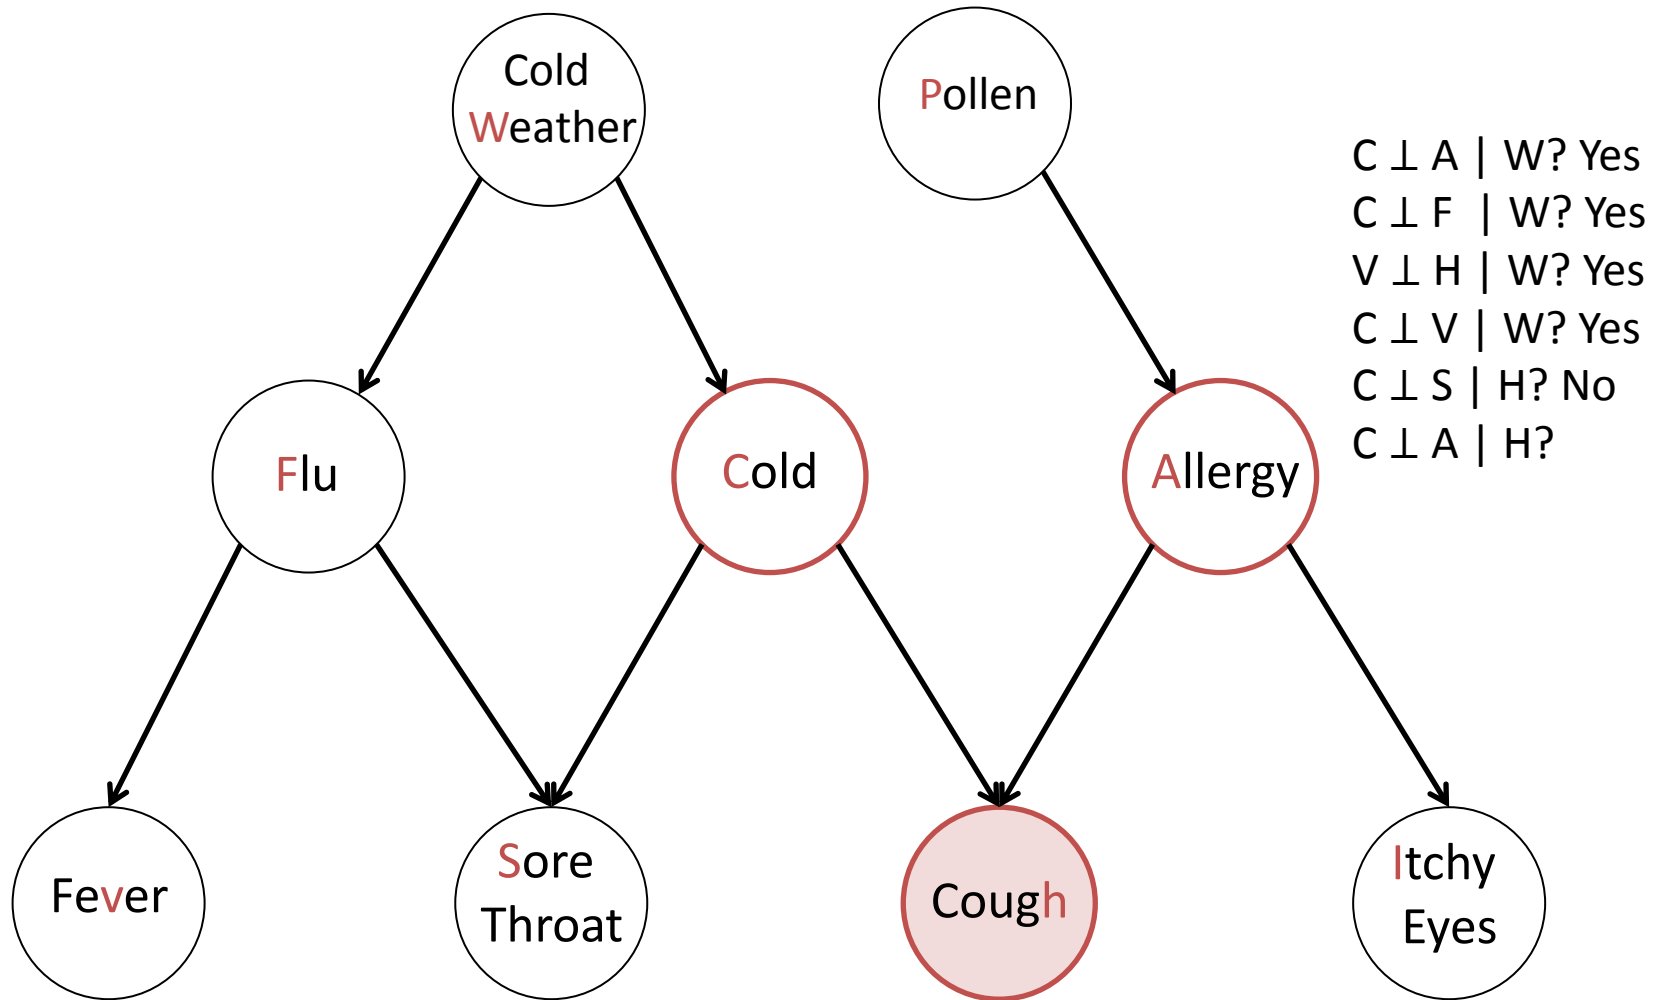 Cold
Weather
Pollen
C ⊥ A | W? Yes
C ⊥ F | W? Yes
V ⊥ H | W? Yes
C ⊥ V | W? Yes
C ⊥ S | H? No
C ⊥ A | H?
Flu
Cold
Allergy
Fever
Sore
Throat
Cough
Itchy
Eyes